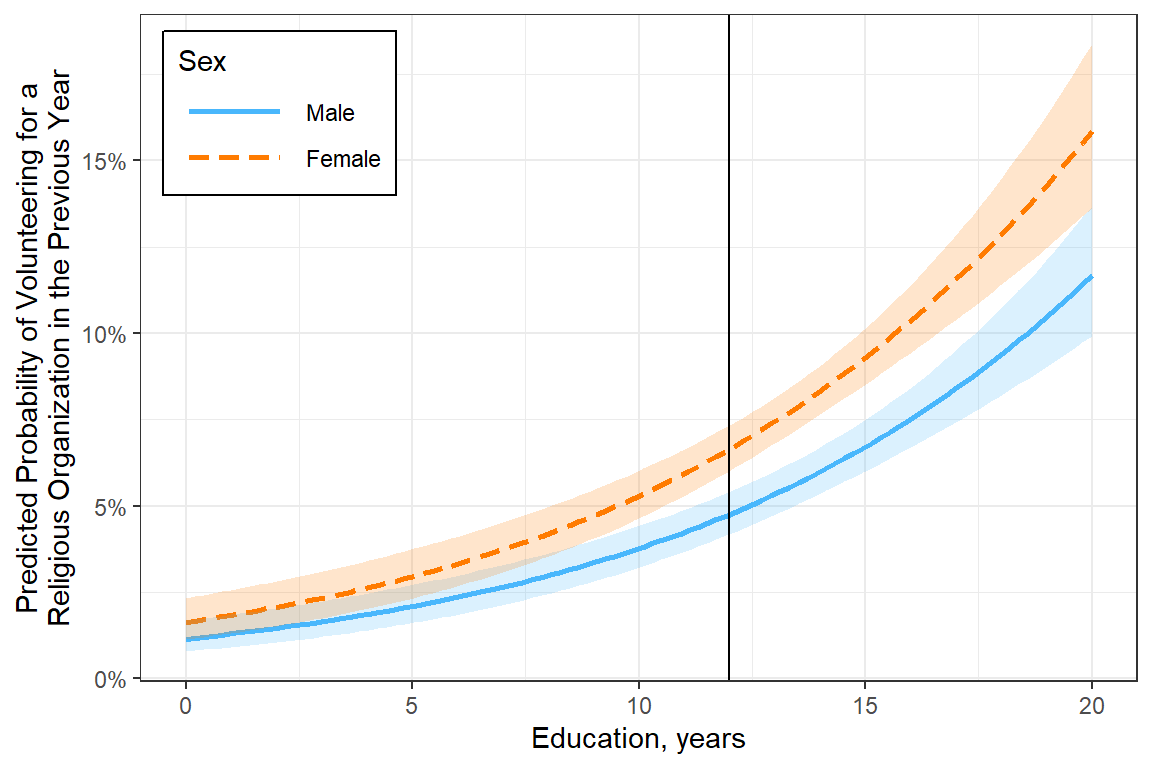 Predicted Probability of Volunteering for a
Religious Organization in the Previous Year
Sex
Male
Female
15%
10%
5%
0%
0 5 10 15 20
Education, years